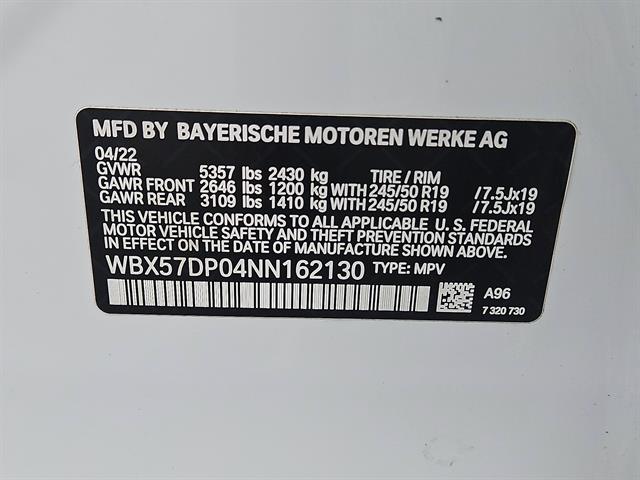 MFD BY BAYERISCHE MOTOREN WERKE AG
04/22
GVWR 5357 lbs 2430 kg TIRE / RIM
GAWR FRONT 2646 lbs 1200 kg WITH 245/50 R19 /7.5Jx19
GAWR REAR 3109 lbs 1410 kg WITH 245/50 R19 /7.5Jx19
THIS VEHICLE CONFORMS TO ALL APPLICABLE U. S. FEDERAL
MOTOR VEHICLE SAFETY AND THEFT PREVENTION STANDARDS
IN EFFECT ON THE DATE OF MANUFACTURE SHOWN ABOVE.
WBX57DP04NN162130 TYPE: MPV
A96
7 320 730